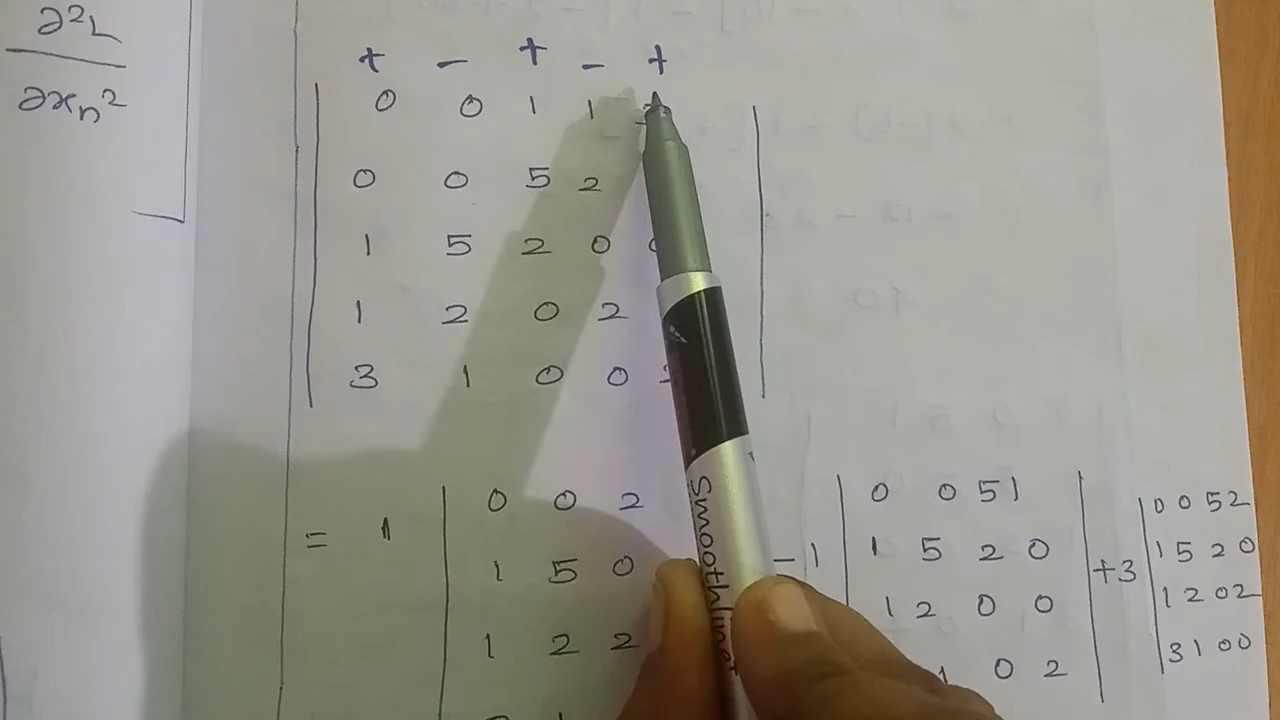 ∂²L
∂xn²
+ - + - +
0 0 1 1
0 0 5 2
1 5 2 0
1 2 0 2
3 1 0 0
= 1 | 0 0 2
1 5 0
1 2 2
-1 | 0 0 5 1 |
1 5 2 0
1 2 0 0
1 0 2
+3 | 0 0 5 2
1 5 2 0
1 2 0 2
3 1 0 0
Smoothliner